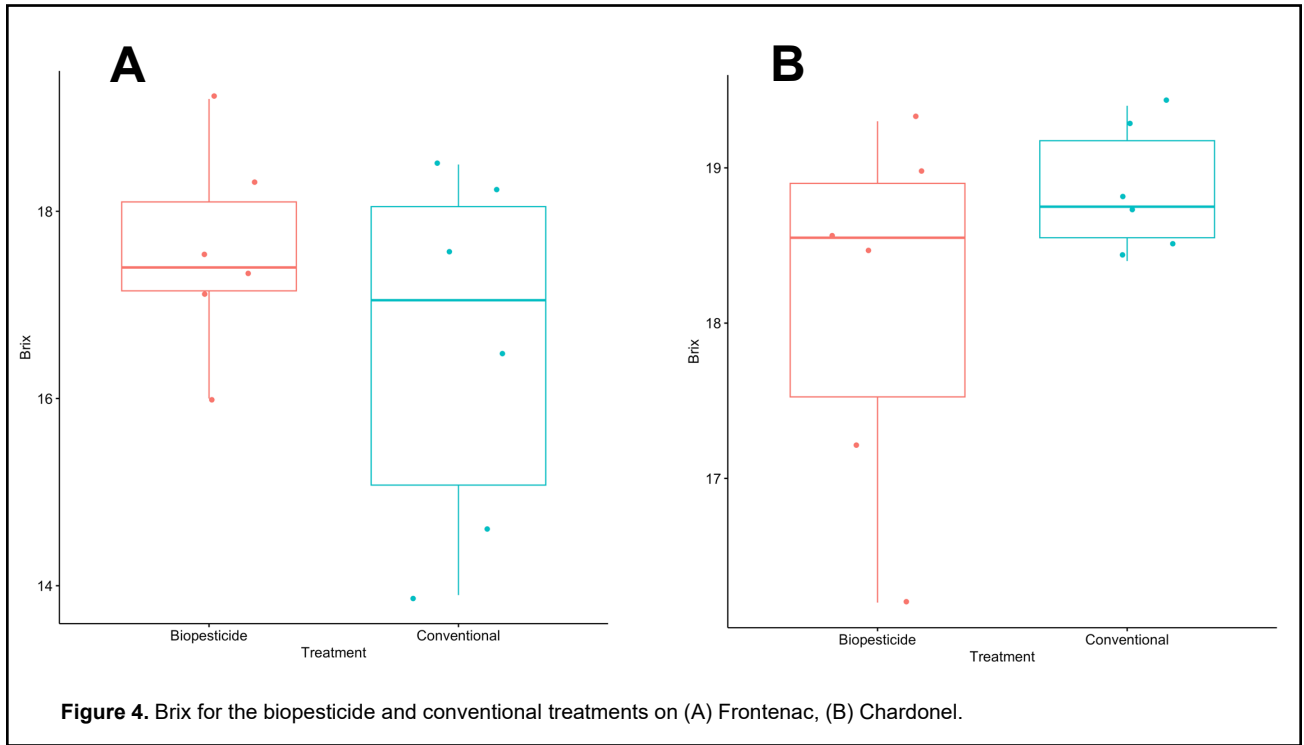 A
Brix
18
16
14
Biopesticide
Conventional
Treatment
B
Brix
19
18
17
Biopesticide
Conventional
Treatment
Figure 4. Brix for the biopesticide and conventional treatments on (A) Frontenac, (B) Chardonel.